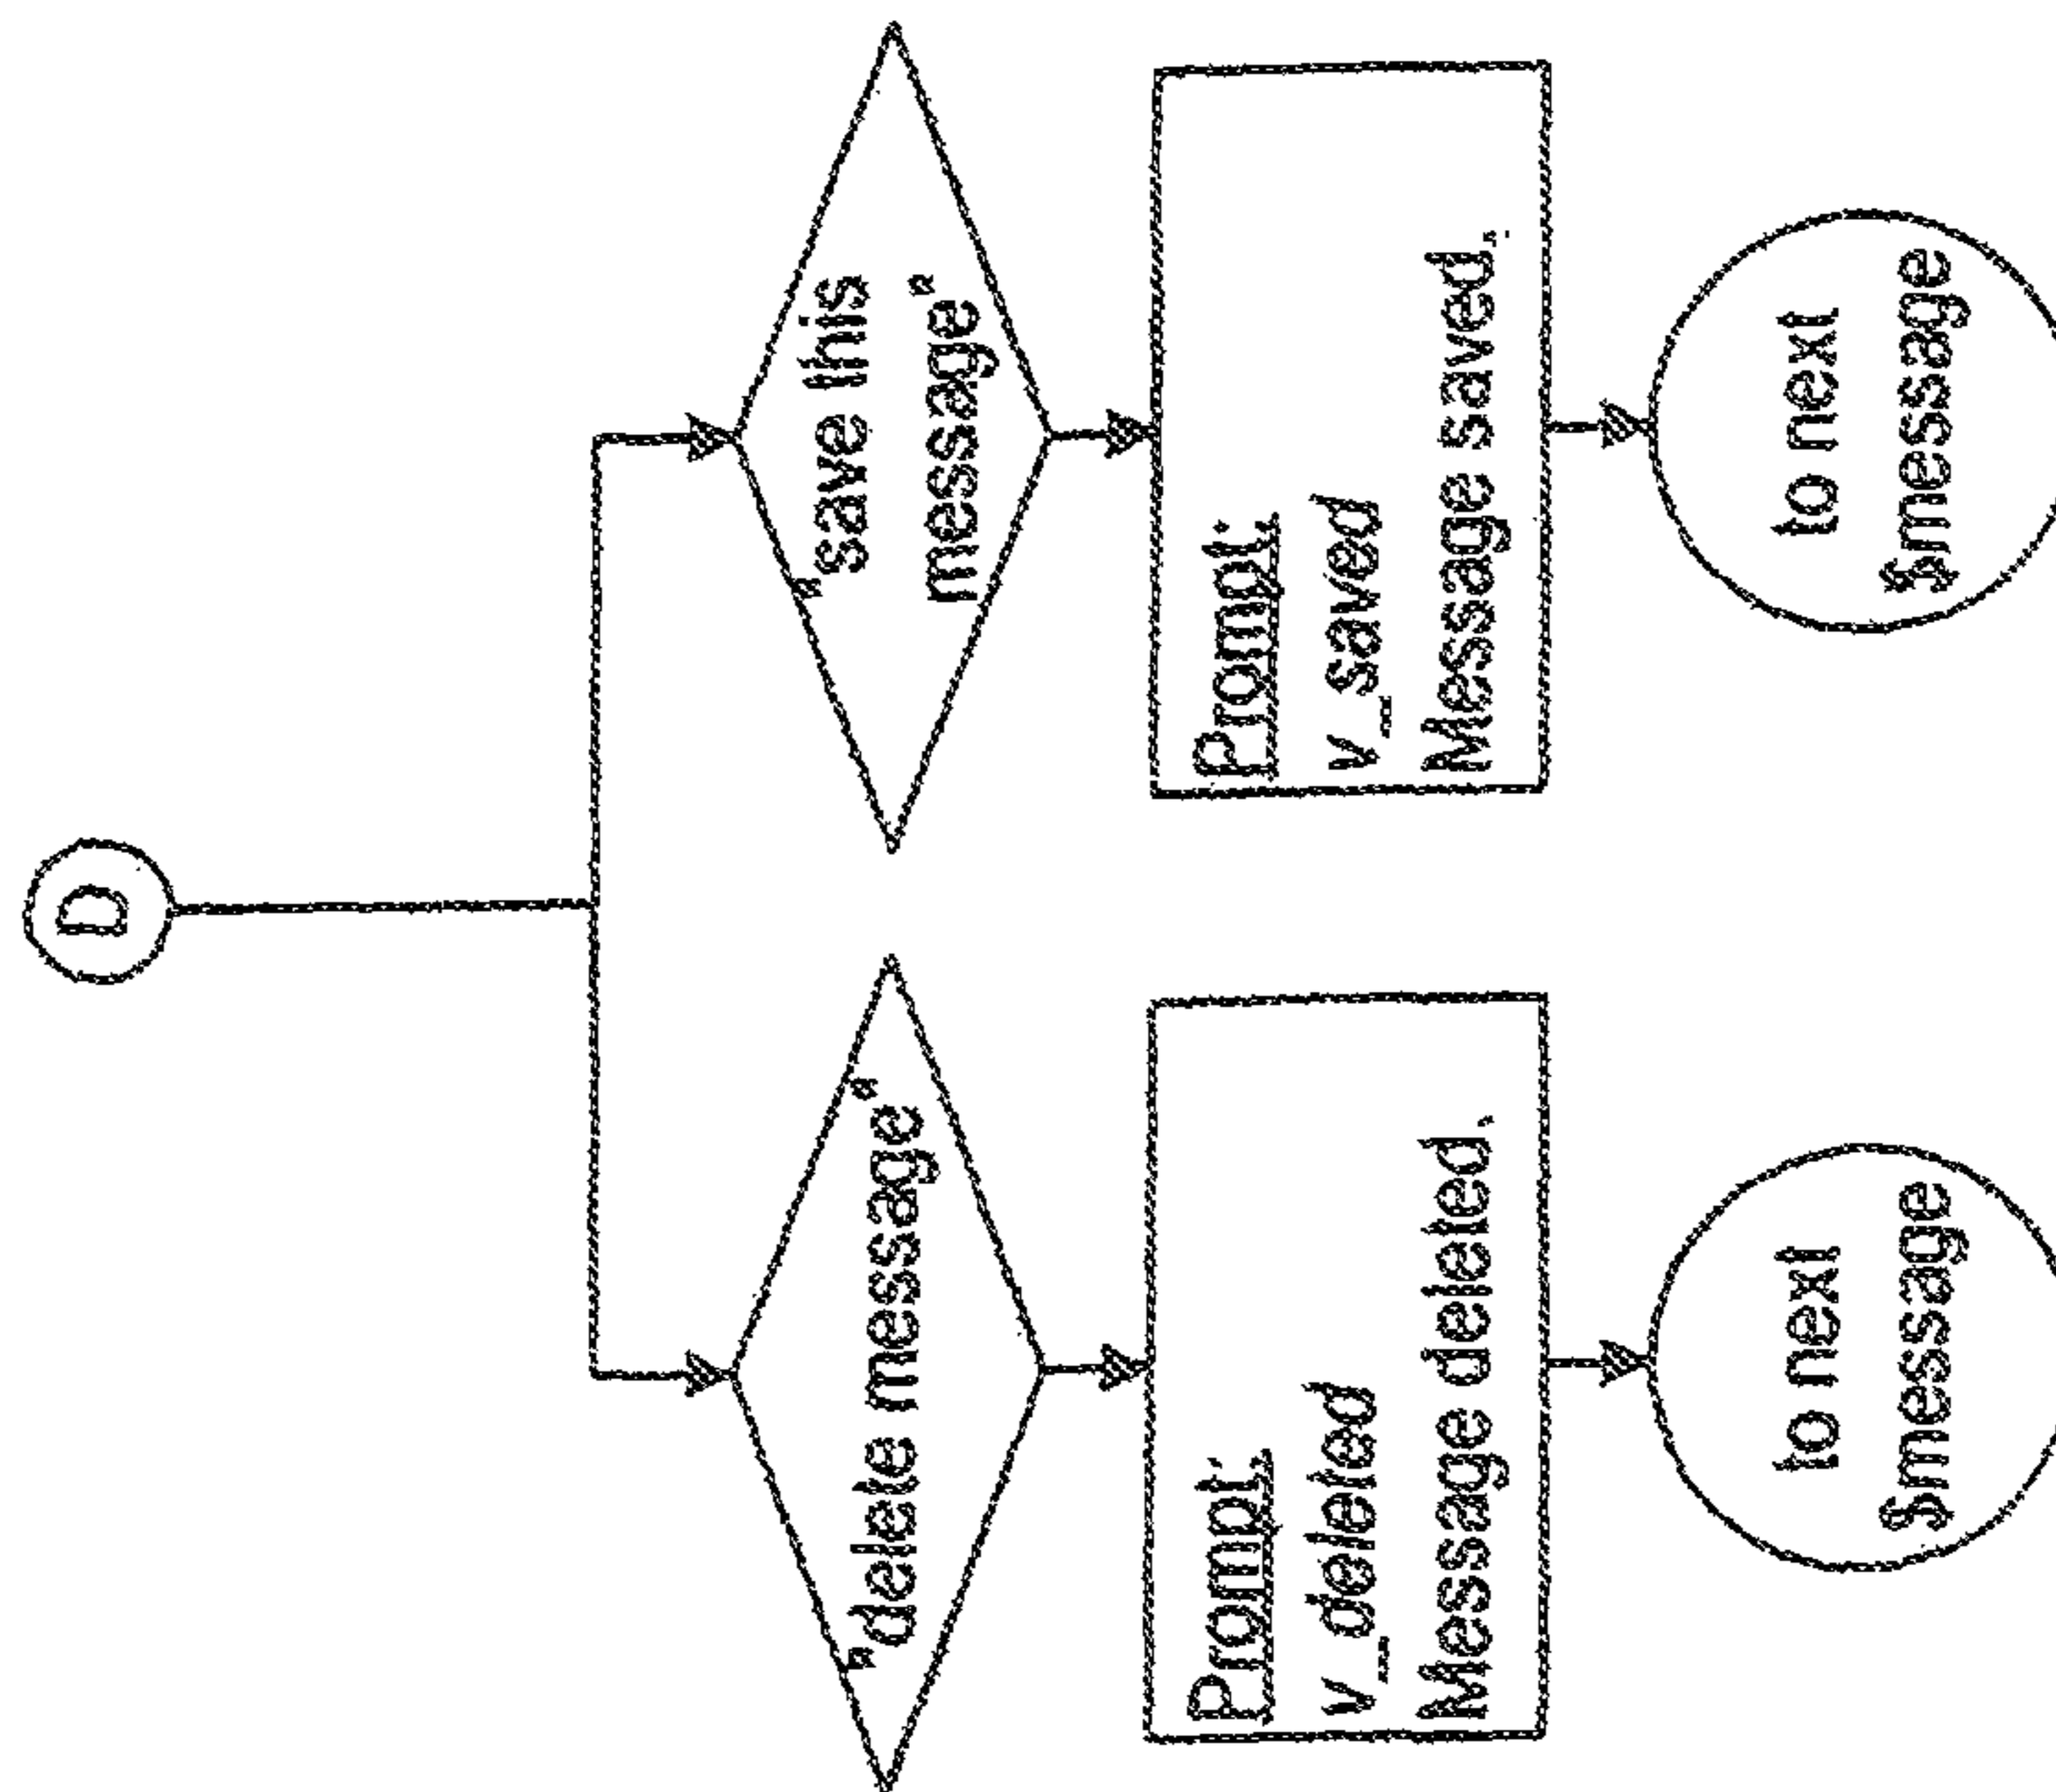 D
"delete message"
Prompt:
v_deleted
Message deleted.
to next
$message
"save this
message"
Prompt:
v_saved
Message saved.
to next
$message